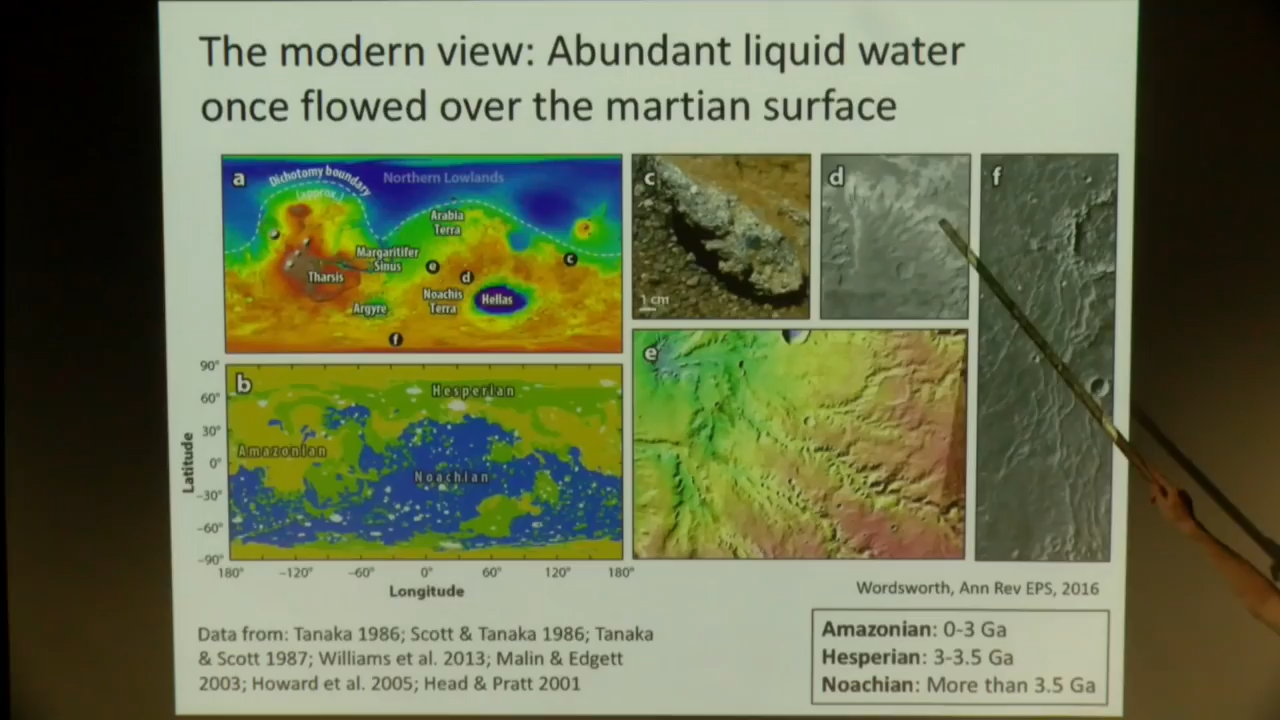 The modern view: Abundant liquid water
once flowed over the martian surface
a
Dichotomy boundary
(approx.)
Northern Lowlands
Arabia
Terra
Margaritifer
Sinus
Tharsis
e
d
c
Noachis
Terra
Hellas
Argyre
f
c
1 cm
d
f
e
b
Hesperian
Amazonian
Noachian
90°
60°
30°
0°
–30°
–60°
–90°
Latitude
180° –120° –60° 0° 60° 120° 180°
Longitude
Wordsworth, Ann Rev EPS, 2016
Data from: Tanaka 1986; Scott & Tanaka 1986; Tanaka
& Scott 1987; Williams et al. 2013; Malin & Edgett
2003; Howard et al. 2005; Head & Pratt 2001
Amazonian: 0-3 Ga
Hesperian: 3-3.5 Ga
Noachian: More than 3.5 Ga